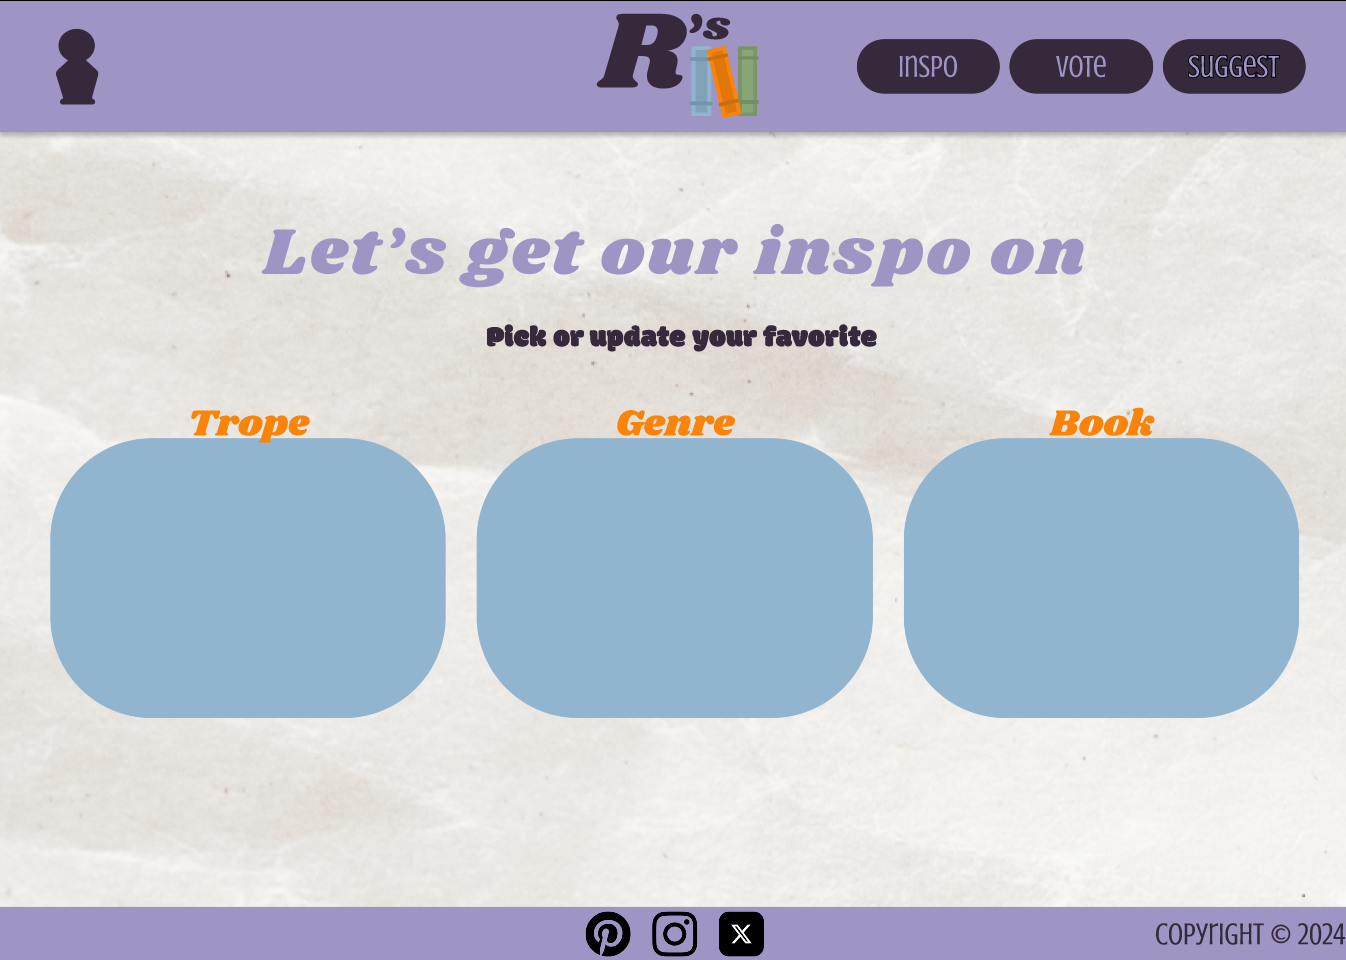 R's
Inspo
Vote
Suggest
Let's get our inspo on
Pick or update your favorite
Trope
Genre
Book
Copyright © 2024